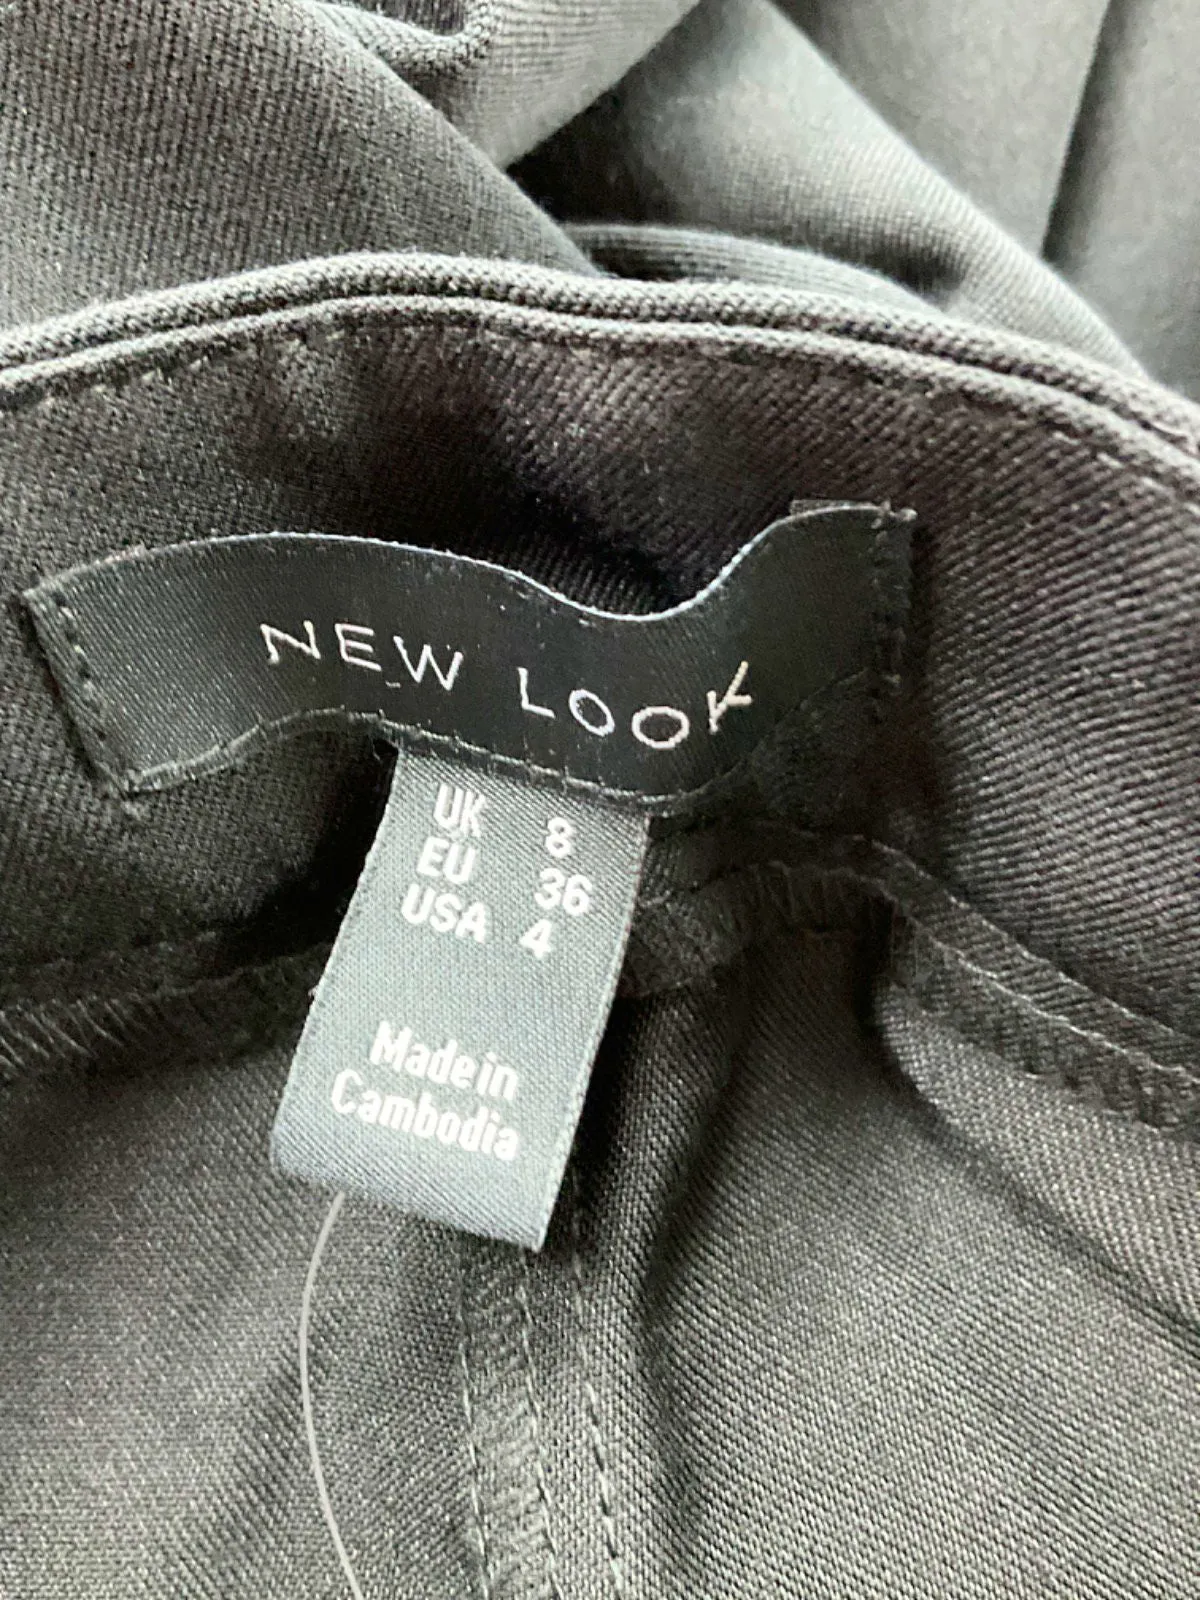 NEW LOOK
UK 8
EU 36
USA 4
Made in
Cambodia